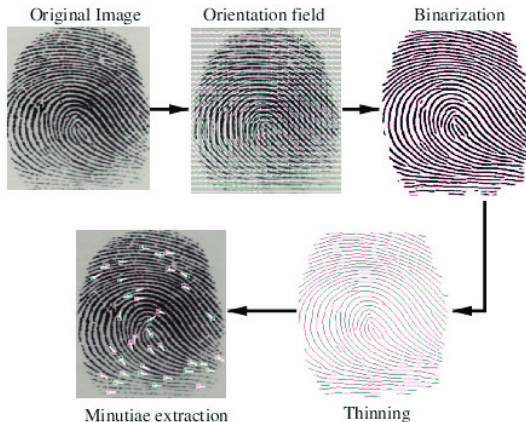 Original Image
Orientation field
Binarization
Minutiae extraction
Thinning